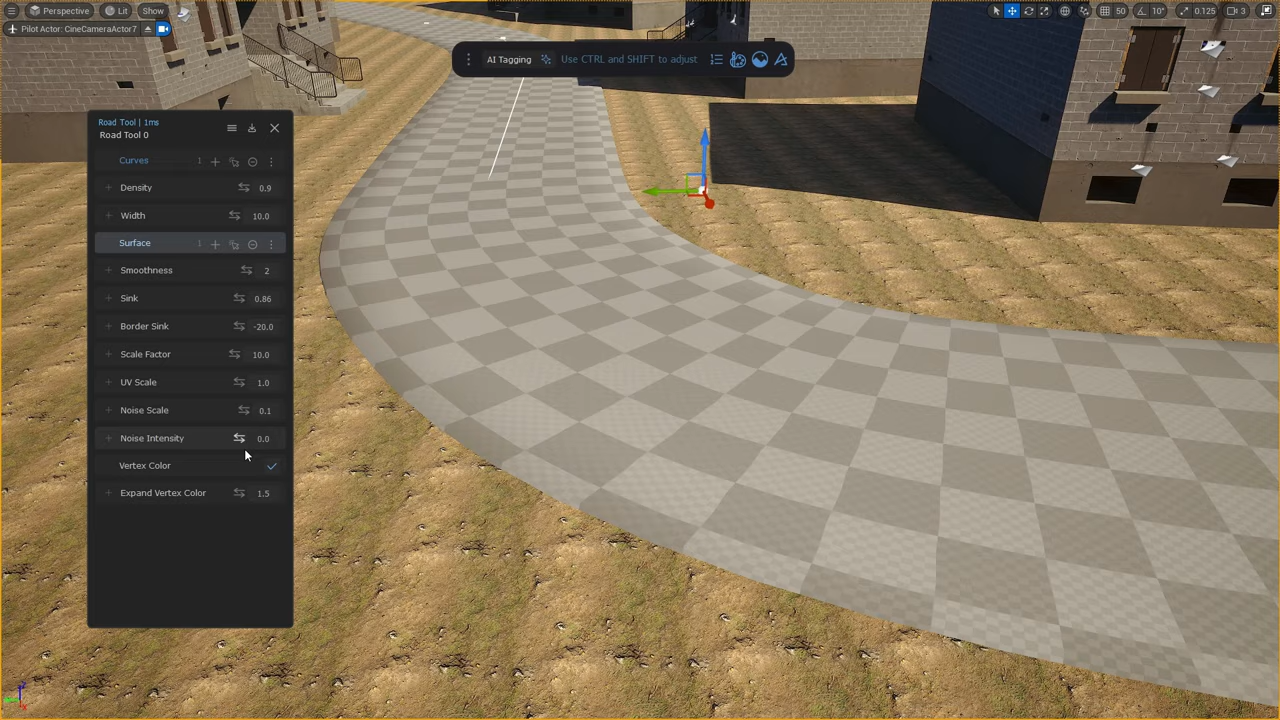 Perspective Lit Show 50 10° 0.125 3
Pilot Actor: CineCameraActor7
AI Tagging Use CTRL and SHIFT to adjust
Road Tool | 1ms
Road Tool 0
Curves 1
Density 0.9
Width 10.0
Surface 1
Smoothness 2
Sink 0.86
Border Sink -20.0
Scale Factor 10.0
UV Scale 1.0
Noise Scale 0.1
Noise Intensity 0.0
Vertex Color
Expand Vertex Color 1.5